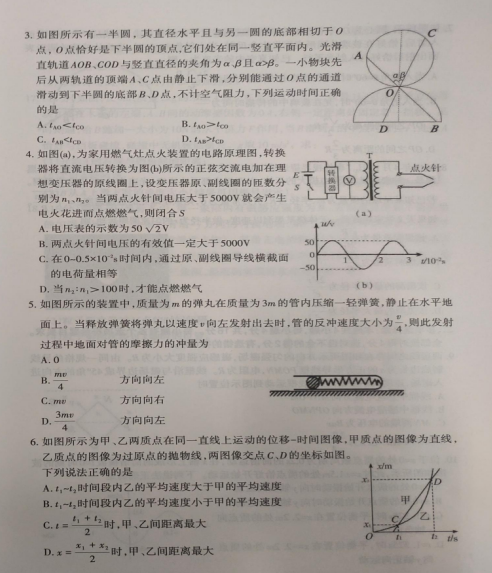 3. 如图所示有一半圆，其直径水平且与另一圆的底部相切于O
点，O点恰好是下半圆的顶点,它们处在同一竖直平面内。光滑
直轨道AOB、COD与竖直直径的夹角为α、β且α>β。一小物块先
后从两轨道的顶端A、C点由静止下滑，分别能通过O点的通道
滑动到下半圆的底部B、D点，不计空气阻力，下列运动时间正确
的是
A. tAO<tCO B. tAO>tCO
C. tAB<tCD D. tAB>tCD
A
C
αβ
O
D
B
4. 如图(a)，为家用燃气灶点火装置的电路原理图，转换
器将直流电压转换为图(b)所示的正弦交流电加在理
想变压器的原线圈上，设变压器原、副线圈的匝数分
别为n₁、n₂。当两点火针间电压大于5000V就会产生
电火花进而点燃燃气，则闭合S
A. 电压表的示数为50√2V
B. 两点火针间电压的有效值一定大于5000V
C. 在0~0.5×10⁻²s时间内，通过原、副线圈导线横截面
的电荷量相等
D. 当n₂:n₁>100时，才能点燃燃气
E
S
转换器
V
T
点火针
(a)
u/v
50
0
-50
1 2 3 t/10⁻²s
(b)
5. 如图所示的装置中，质量为m的弹丸在质量为3m的管内压缩一轻弹簧，静止在水平地
面上。当释放弹簧将弹丸以速度v向左发射出去时，管的反冲速度大小为v/4，则此发射
过程中地面对管的摩擦力的冲量为
A. 0
B. mv/4 方向向左
C. mv 方向向右
D. 3mv/4 方向向左
6. 如图所示为甲、乙两质点在同一直线上运动的位移-时间图像，甲质点的图像为直线，
乙质点的图像为过原点的抛物线，两图像交点C、D的坐标如图。
下列说法正确的是
A. t₁~t₂时间段内乙的平均速度大于甲的平均速度
B. t₁~t₂时间段内乙的平均速度小于甲的平均速度
C. t=(t₁+t₂)/2时，甲、乙间距离最大
D. x=(x₁+x₂)/2时，甲、乙间距离最大
x/m
x₂
D
甲
乙
x₁
C
O
t₁
t₂
t/s